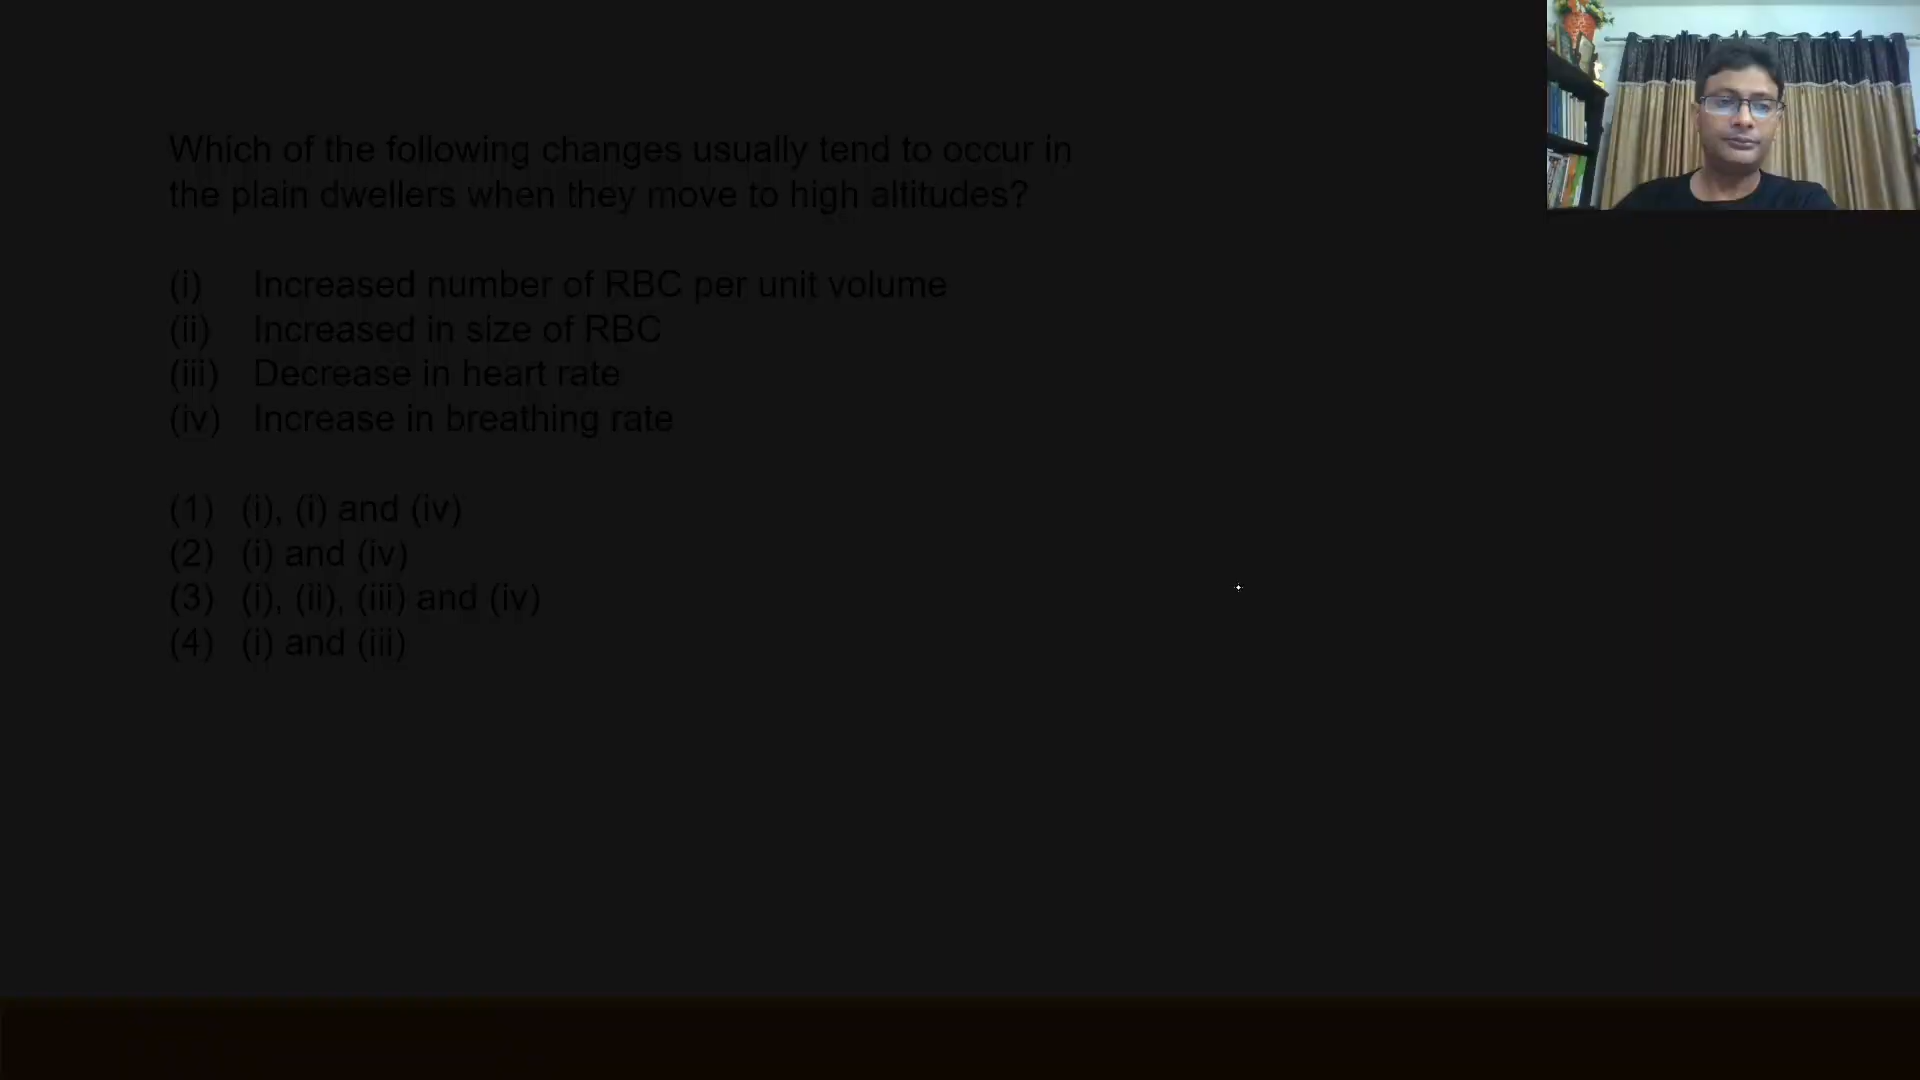 Which of the following changes usually tend to occur in
the plain dwellers when they move to high altitudes?
(i) Increased number of RBC per unit volume
(ii) Increased in size of RBC
(iii) Decrease in heart rate
(iv) Increase in breathing rate
(1) (i), (i) and (iv)
(2) (i) and (iv)
(3) (i), (ii), (iii) and (iv)
(4) (i) and (iii)